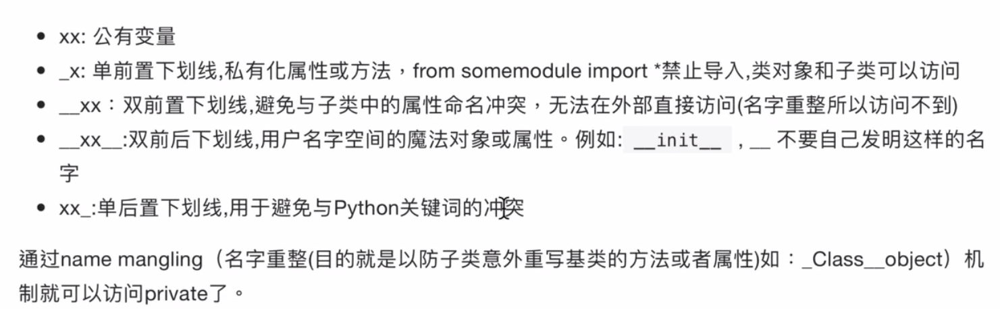 • xx: 公有变量
• _x: 单前置下划线,私有化属性或方法，from somemodule import *禁止导入,类对象和子类可以访问
• __xx：双前置下划线,避免与子类中的属性命名冲突，无法在外部直接访问(名字重整所以访问不到)
• __xx__:双前后下划线,用户名字空间的魔法对象或属性。例如: __init__ , __ 不要自己发明这样的名
字
• xx_:单后置下划线,用于避免与Python关键词的冲突
通过name mangling（名字重整(目的就是以防子类意外重写基类的方法或者属性)如：_Class__object）机
制就可以访问private了。